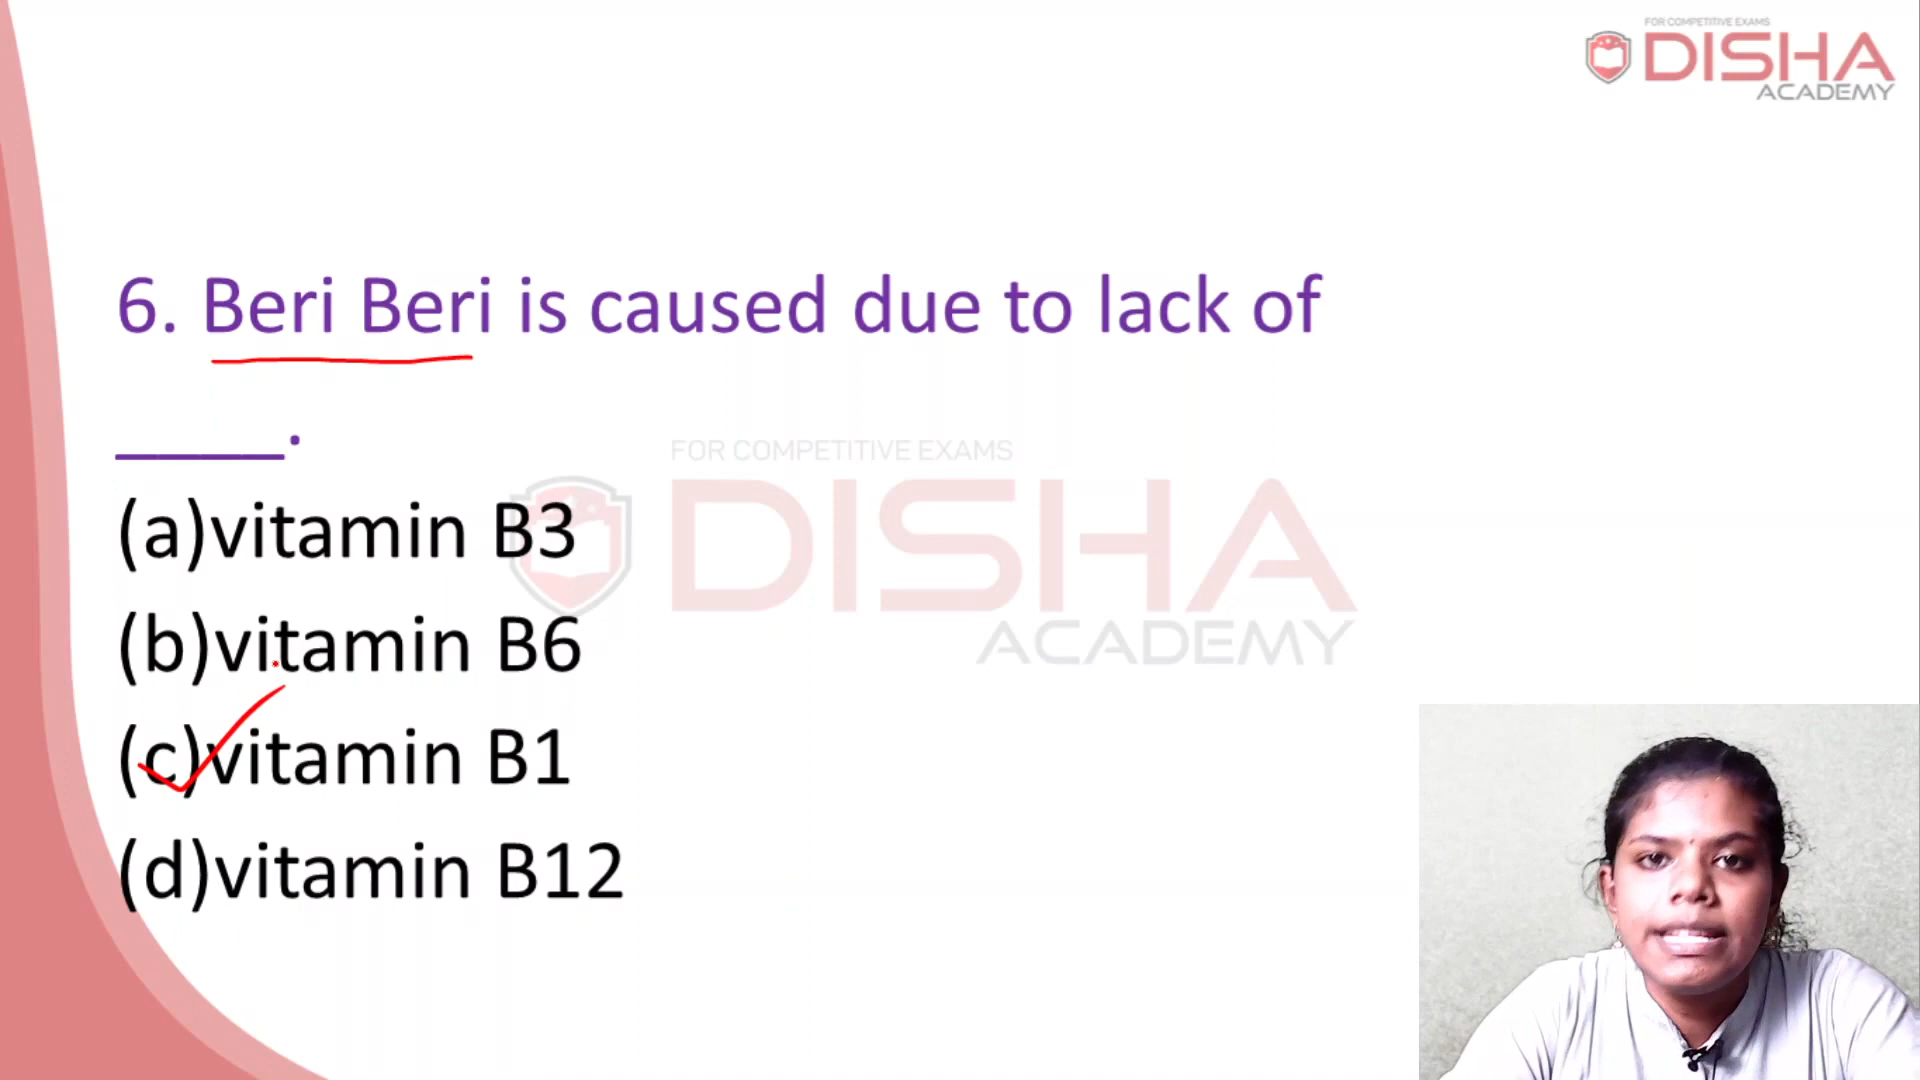 FOR COMPETITIVE EXAMS
DISHA
ACADEMY
6. Beri Beri is caused due to lack of
____.
FOR COMPETITIVE EXAMS
DISHA
ACADEMY
(a)vitamin B3
(b)vitamin B6
(c)vitamin B1
(d)vitamin B12